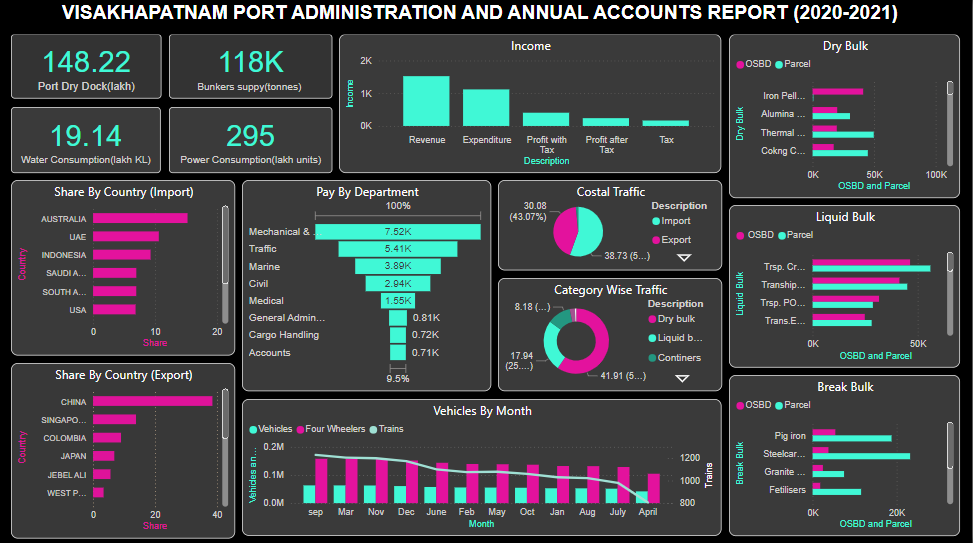 VISAKHAPATNAM PORT ADMINISTRATION AND ANNUAL ACCOUNTS REPORT (2020-2021)
148.22
Port Dry Dock(lakh)
118K
Bunkers suppy(tonnes)
19.14
Water Consumption(lakh KL)
295
Power Consumption(lakh units)
Income
2K
1K
0K
Income
Revenue
Expenditure
Profit with
Tax
Profit after
Tax
Tax
Description
Dry Bulk
OSBD Parcel
Dry Bulk
Iron Pell...
Alumina ...
Thermal ...
Cokng C...
0K 50K 100K
OSBD and Parcel
Share By Country (Import)
Country
AUSTRALIA
UAE
INDONESIA
SAUDI A...
SOUTH A...
USA
0 10 20
Share
Pay By Department
100%
Mechanical & ... 7.52K
Traffic 5.41K
Marine 3.89K
Civil 2.94K
Medical 1.55K
General Admin... 0.81K
Cargo Handling 0.72K
Accounts 0.71K
9.5%
Costal Traffic
30.08
(43.07%)
38.73 (5...)
Description
Import
Export
Category Wise Traffic
8.18 (...)
17.94
(25....)
41.91 (5...)
Description
Dry bulk
Liquid b...
Continers
Liquid Bulk
OSBD Parcel
Liquid Bulk
Trsp. Cr...
Tranship...
Trsp. PO...
Trans.E...
0K 50K
OSBD and Parcel
Share By Country (Export)
Country
CHINA
SINGAPO...
COLOMBIA
JAPAN
JEBEL ALI
WEST P...
0 20 40
Share
Vehicles By Month
Vehicles Four Wheelers Trains
Vehicles an...
0.2M
0.1M
0.0M
1200
1000
800
Trains
sep Mar Nov Dec June Feb May Oct Jan Aug July April
Month
Break Bulk
OSBD Parcel
Break Bulk
Pig iron
Steelcar...
Granite ...
Fetilisers
0K 20K
OSBD and Parcel